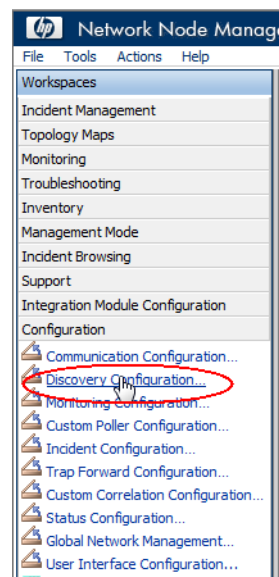 hp Network Node Manag
File Tools Actions Help
Workspaces
Incident Management
Topology Maps
Monitoring
Troubleshooting
Inventory
Management Mode
Incident Browsing
Support
Integration Module Configuration
Configuration
Communication Configuration...
Discovery Configuration...
Monitoring Configuration...
Custom Poller Configuration...
Incident Configuration...
Trap Forward Configuration...
Custom Correlation Configuration...
Status Configuration...
Global Network Management...
User Interface Configuration...